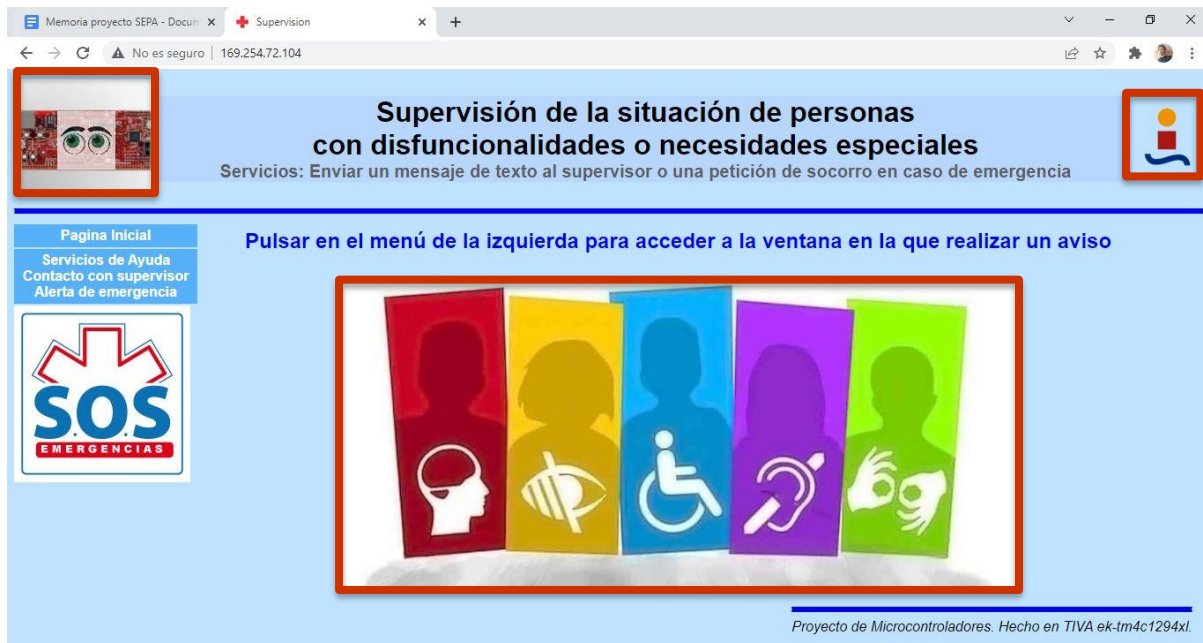 Memoria proyecto SEPA - Docum
Supervision
No es seguro | 169.254.72.104
Supervisión de la situación de personas
con disfuncionalidades o necesidades especiales
Servicios: Enviar un mensaje de texto al supervisor o una petición de socorro en caso de emergencia
Pagina Inicial
Servicios de Ayuda
Contacto con supervisor
Alerta de emergencia
Pulsar en el menú de la izquierda para acceder a la ventana en la que realizar un aviso
S.O.S
EMERGENCIAS
Proyecto de Microcontroladores. Hecho en TIVA ek-tm4c1294xl.